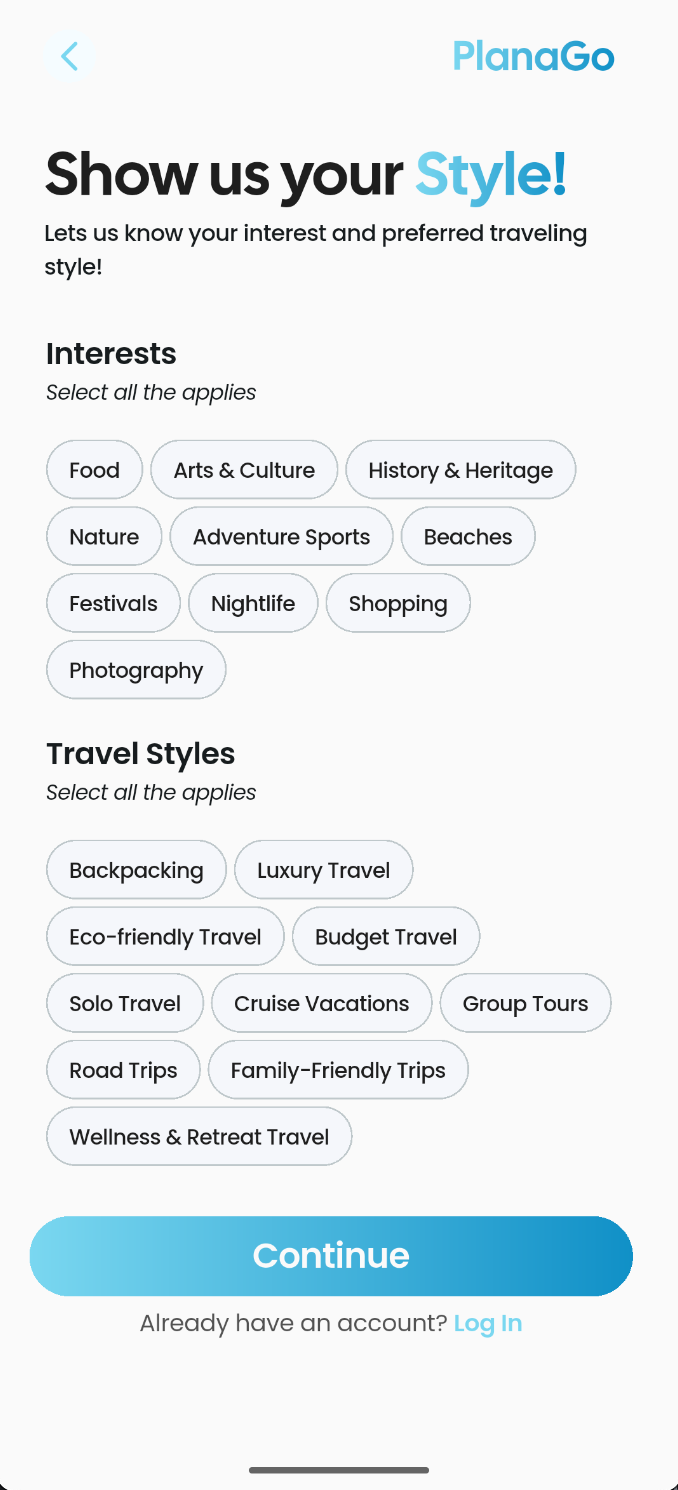 PlanaGo
Show us your Style!
Lets us know your interest and preferred traveling
style!
Interests
Select all the applies
Food Arts & Culture History & Heritage
Nature Adventure Sports Beaches
Festivals Nightlife Shopping
Photography
Travel Styles
Select all the applies
Backpacking Luxury Travel
Eco-friendly Travel Budget Travel
Solo Travel Cruise Vacations Group Tours
Road Trips Family-Friendly Trips
Wellness & Retreat Travel
Continue
Already have an account? Log In